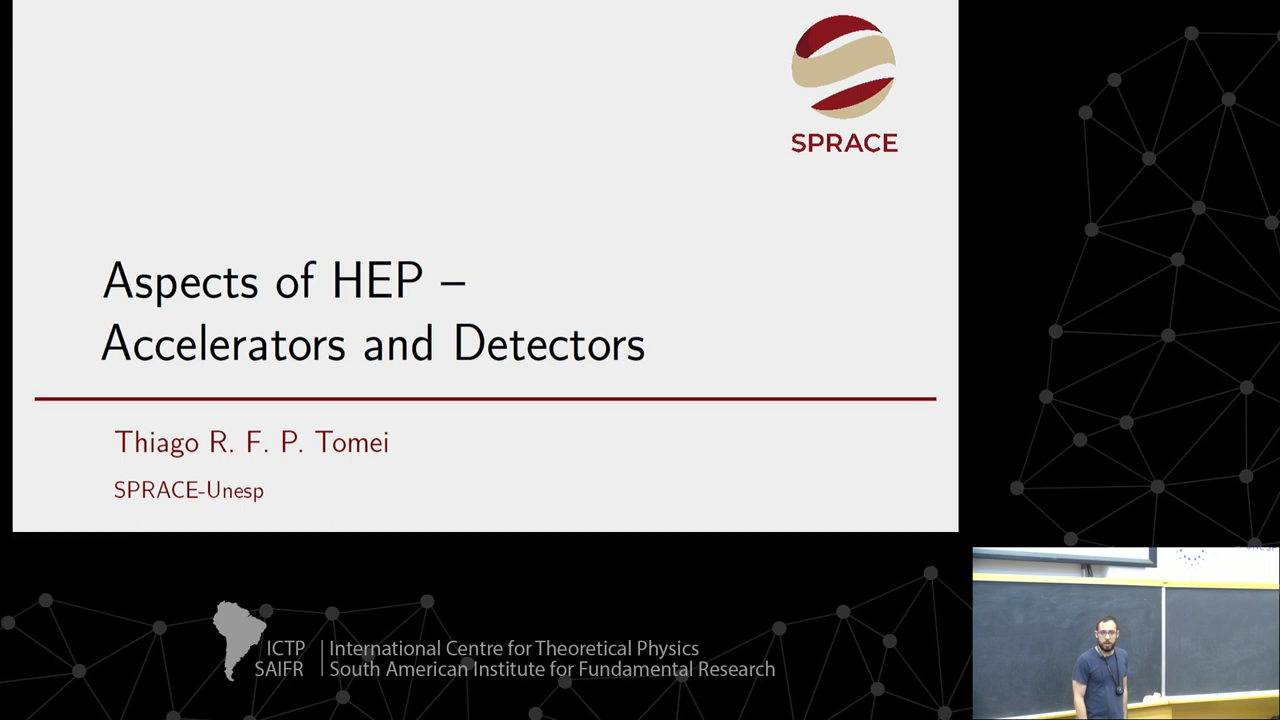 SPRACE
Aspects of HEP –
Accelerators and Detectors
Thiago R. F. P. Tomei
SPRACE-Unesp
ICTP
SAIFR
International Centre for Theoretical Physics
South American Institute for Fundamental Research